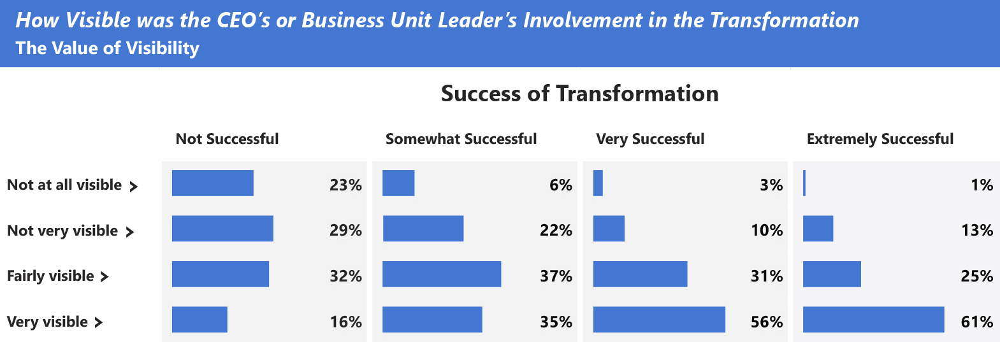 How Visible was the CEO’s or Business Unit Leader’s Involvement in the Transformation
The Value of Visibility
Success of Transformation
Not Successful Somewhat Successful Very Successful Extremely Successful
Not at all visible > 23% 6% 3% 1%
Not very visible > 29% 22% 10% 13%
Fairly visible > 32% 37% 31% 25%
Very visible > 16% 35% 56% 61%